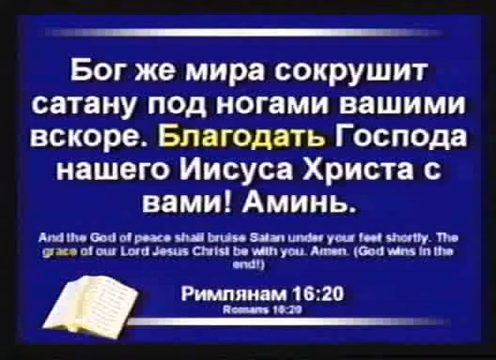 Бог же мира сокрушит
сатану под ногами вашими
вскоре. Благодать Господа
нашего Иисуса Христа с
вами! Аминь.
And the God of peace shall bruise Satan under your feet shortly. The
grace of our Lord Jesus Christ be with you. Amen. (God wins in the
end!)
Римлянам 16:20
Romans 16:20